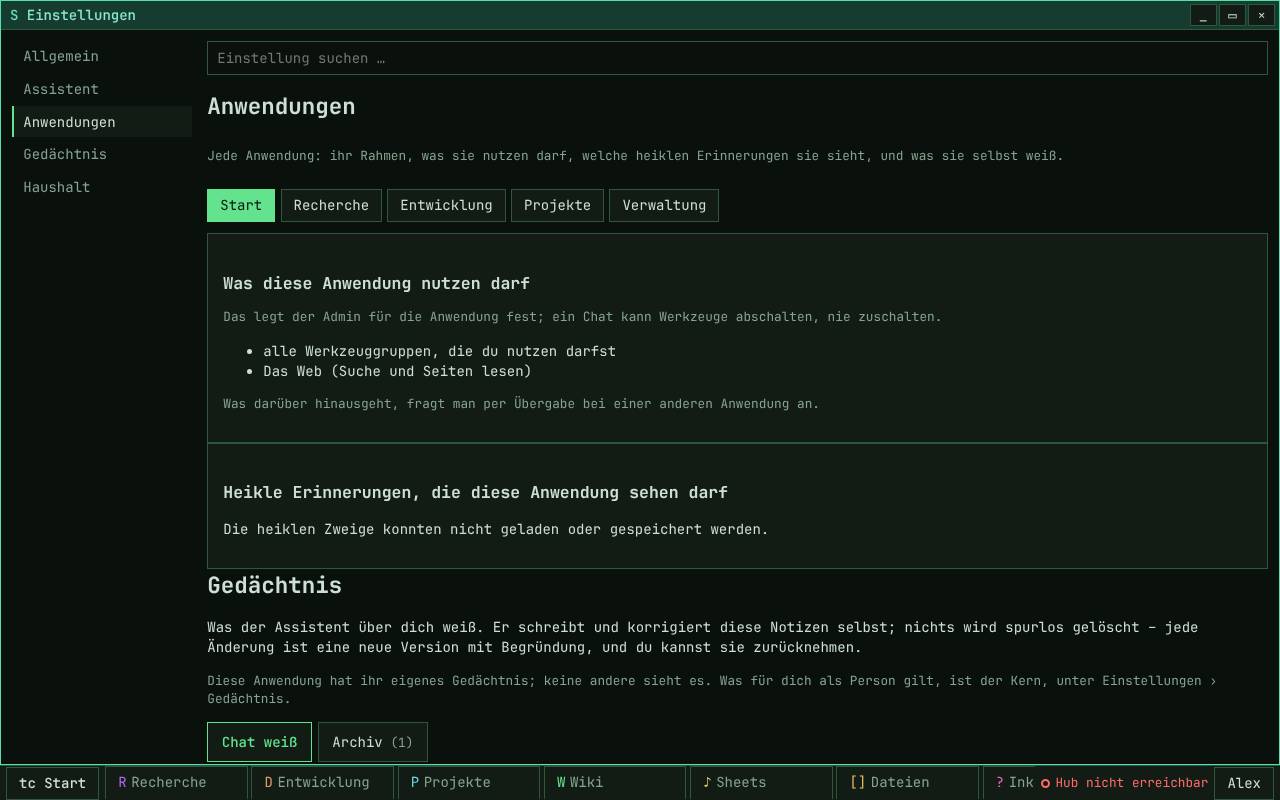 S Einstellungen
_ ▭ ×
Allgemein
Assistent
Anwendungen
Gedächtnis
Haushalt
Einstellung suchen …
Anwendungen
Jede Anwendung: ihr Rahmen, was sie nutzen darf, welche heiklen Erinnerungen sie sieht, und was sie selbst weiß.
Start Recherche Entwicklung Projekte Verwaltung
Was diese Anwendung nutzen darf
Das legt der Admin für die Anwendung fest; ein Chat kann Werkzeuge abschalten, nie zuschalten.
• alle Werkzeuggruppen, die du nutzen darfst
• Das Web (Suche und Seiten lesen)
Was darüber hinausgeht, fragt man per Übergabe bei einer anderen Anwendung an.
Heikle Erinnerungen, die diese Anwendung sehen darf
Die heiklen Zweige konnten nicht geladen oder gespeichert werden.
Gedächtnis
Was der Assistent über dich weiß. Er schreibt und korrigiert diese Notizen selbst; nichts wird spurlos gelöscht – jede
Änderung ist eine neue Version mit Begründung, und du kannst sie zurücknehmen.
Diese Anwendung hat ihr eigenes Gedächtnis; keine andere sieht es. Was für dich als Person gilt, ist der Kern, unter Einstellungen ›
Gedächtnis.
Chat weiß Archiv (1)
tc Start R Recherche D Entwicklung P Projekte W Wiki ♪ Sheets [] Dateien ? Ink Hub nicht erreichbar Alex